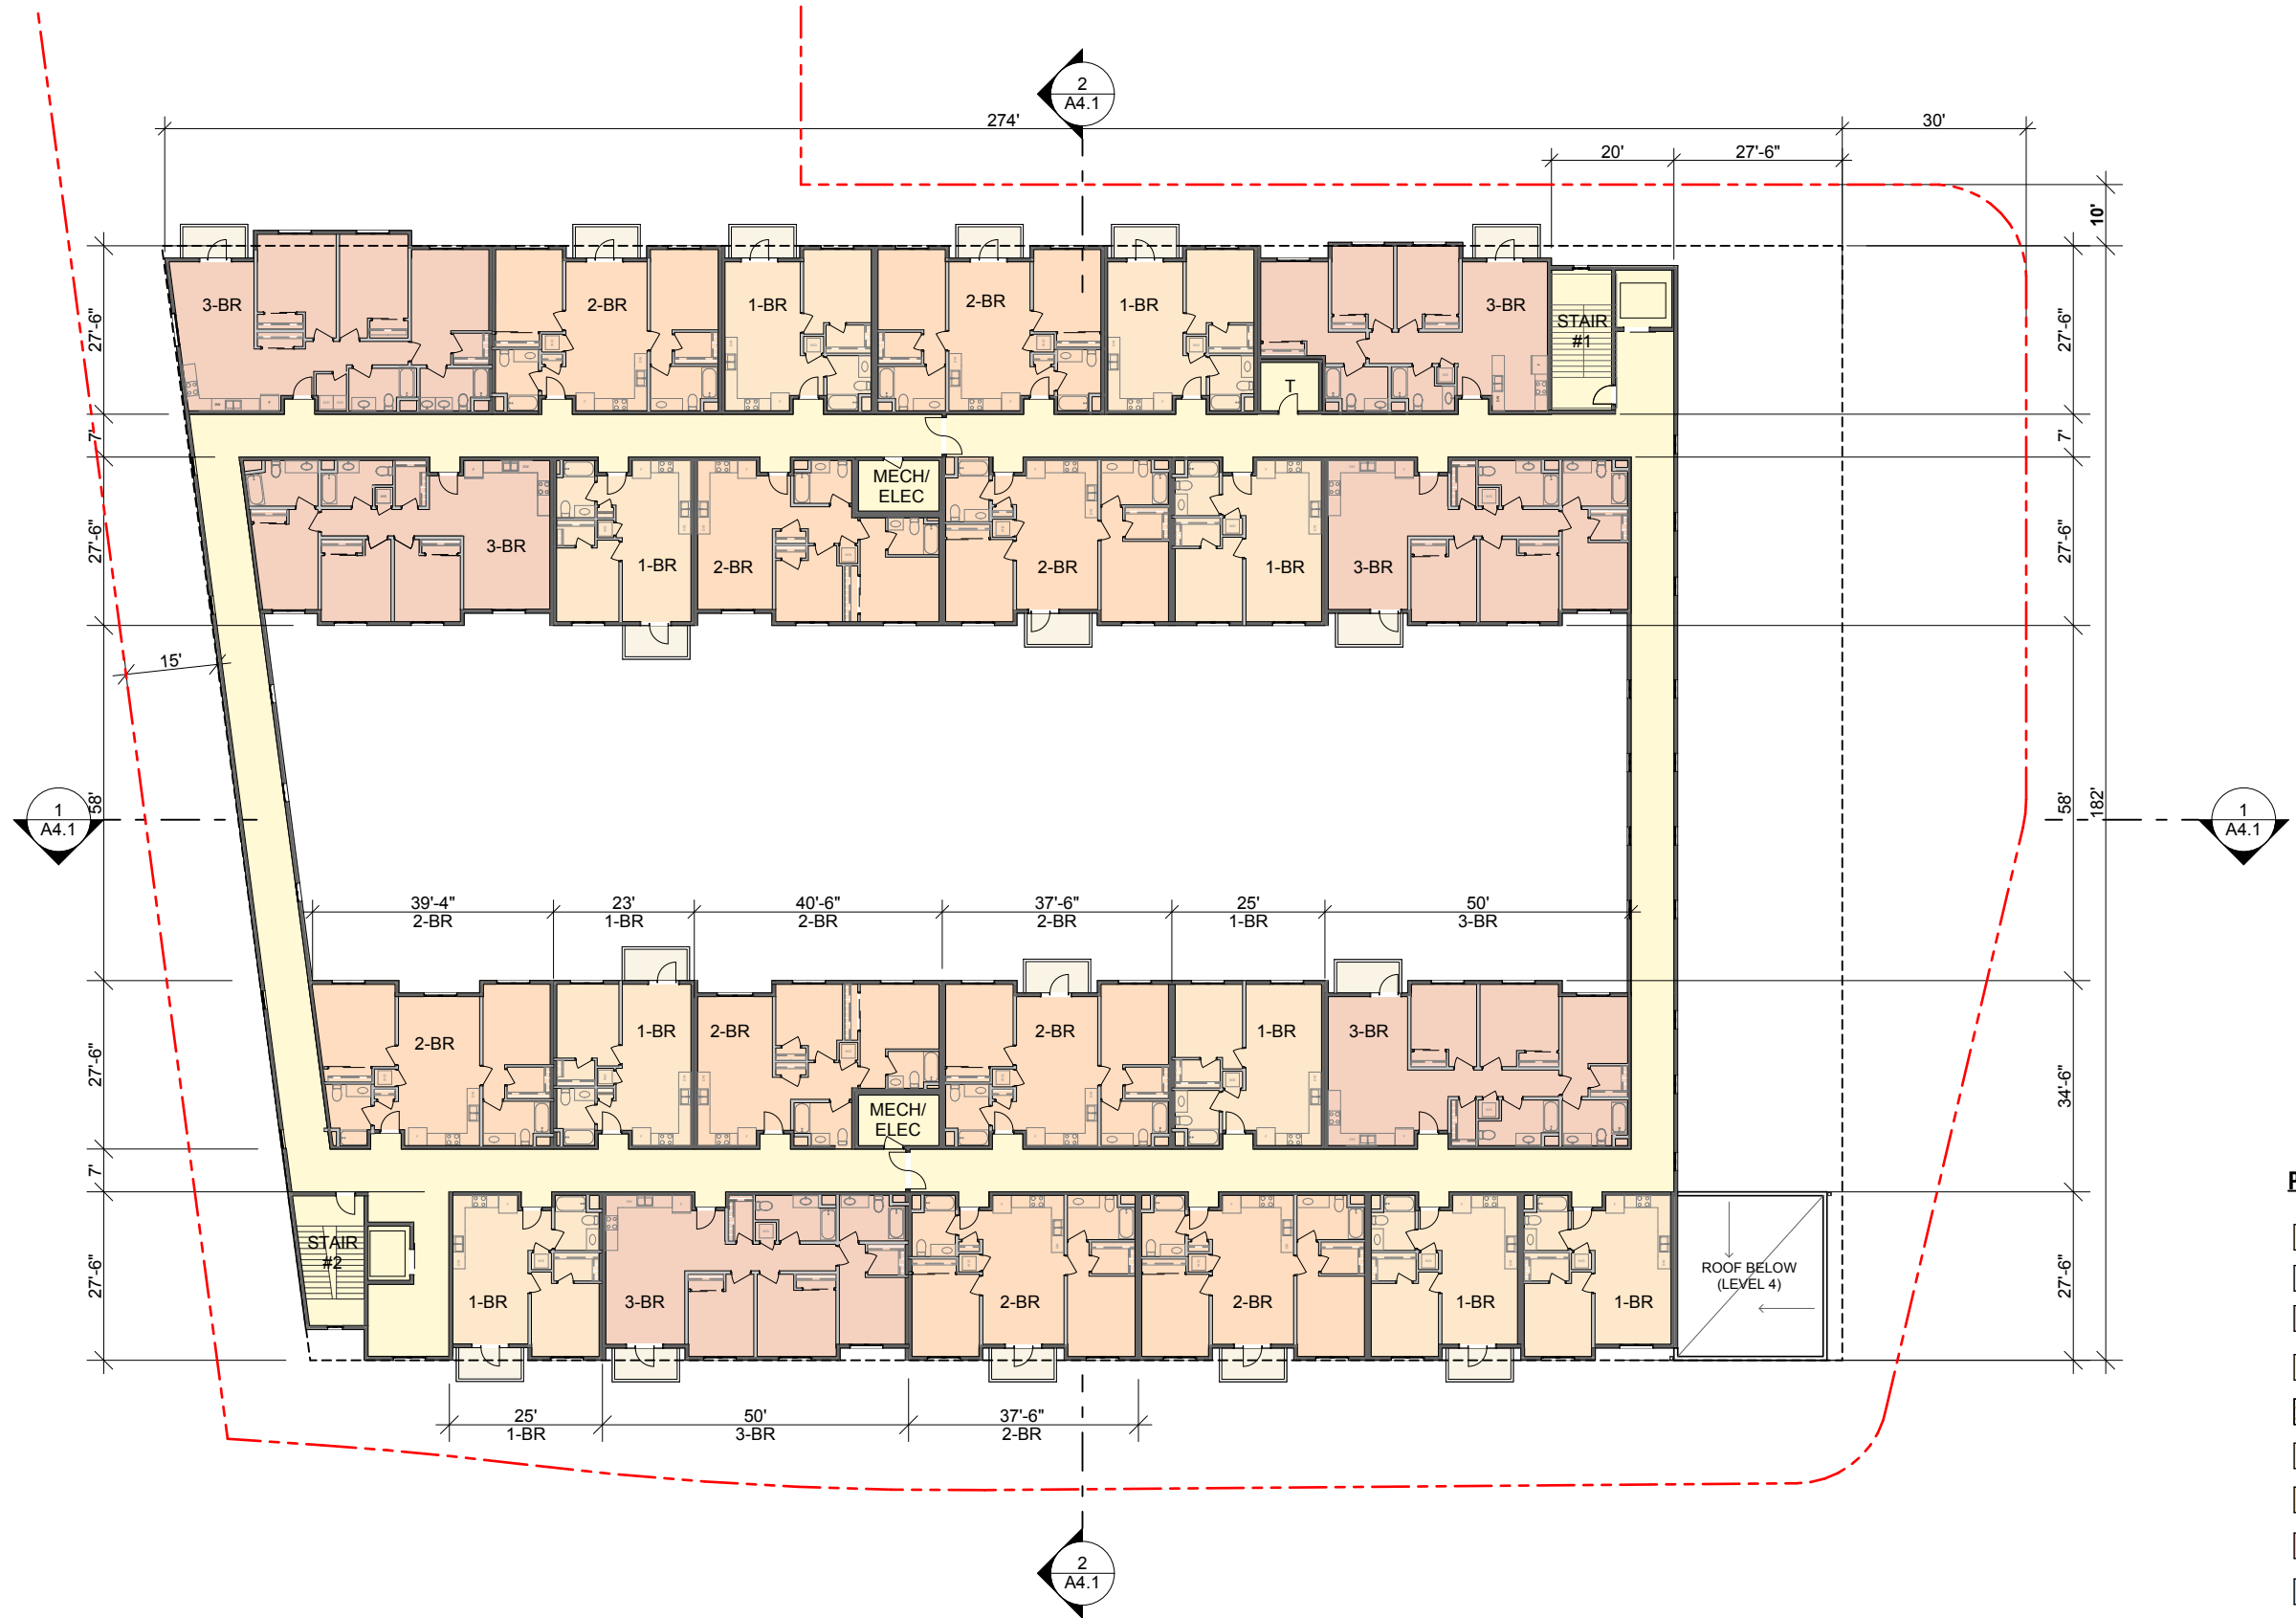 2
A4.1
274'
30'
20'
27'-6"
10'
3-BR
2-BR
1-BR
2-BR
1-BR
3-BR
STAIR
#1
T
27'-6"
27'-6"
7'
7'
MECH/
ELEC
3-BR
1-BR
2-BR
2-BR
1-BR
3-BR
27'-6"
27'-6"
15'
1
A4.1
58'
58'
182'
1
A4.1
39'-4"
2-BR
23'
1-BR
40'-6"
2-BR
37'-6"
2-BR
25'
1-BR
50'
3-BR
2-BR
1-BR
2-BR
2-BR
1-BR
3-BR
27'-6"
34'-6"
MECH/
ELEC
7'
STAIR
#2
1-BR
3-BR
2-BR
2-BR
1-BR
1-BR
ROOF BELOW
(LEVEL 4)
27'-6"
27'-6"
25'
1-BR
50'
3-BR
37'-6"
2-BR
2
A4.1